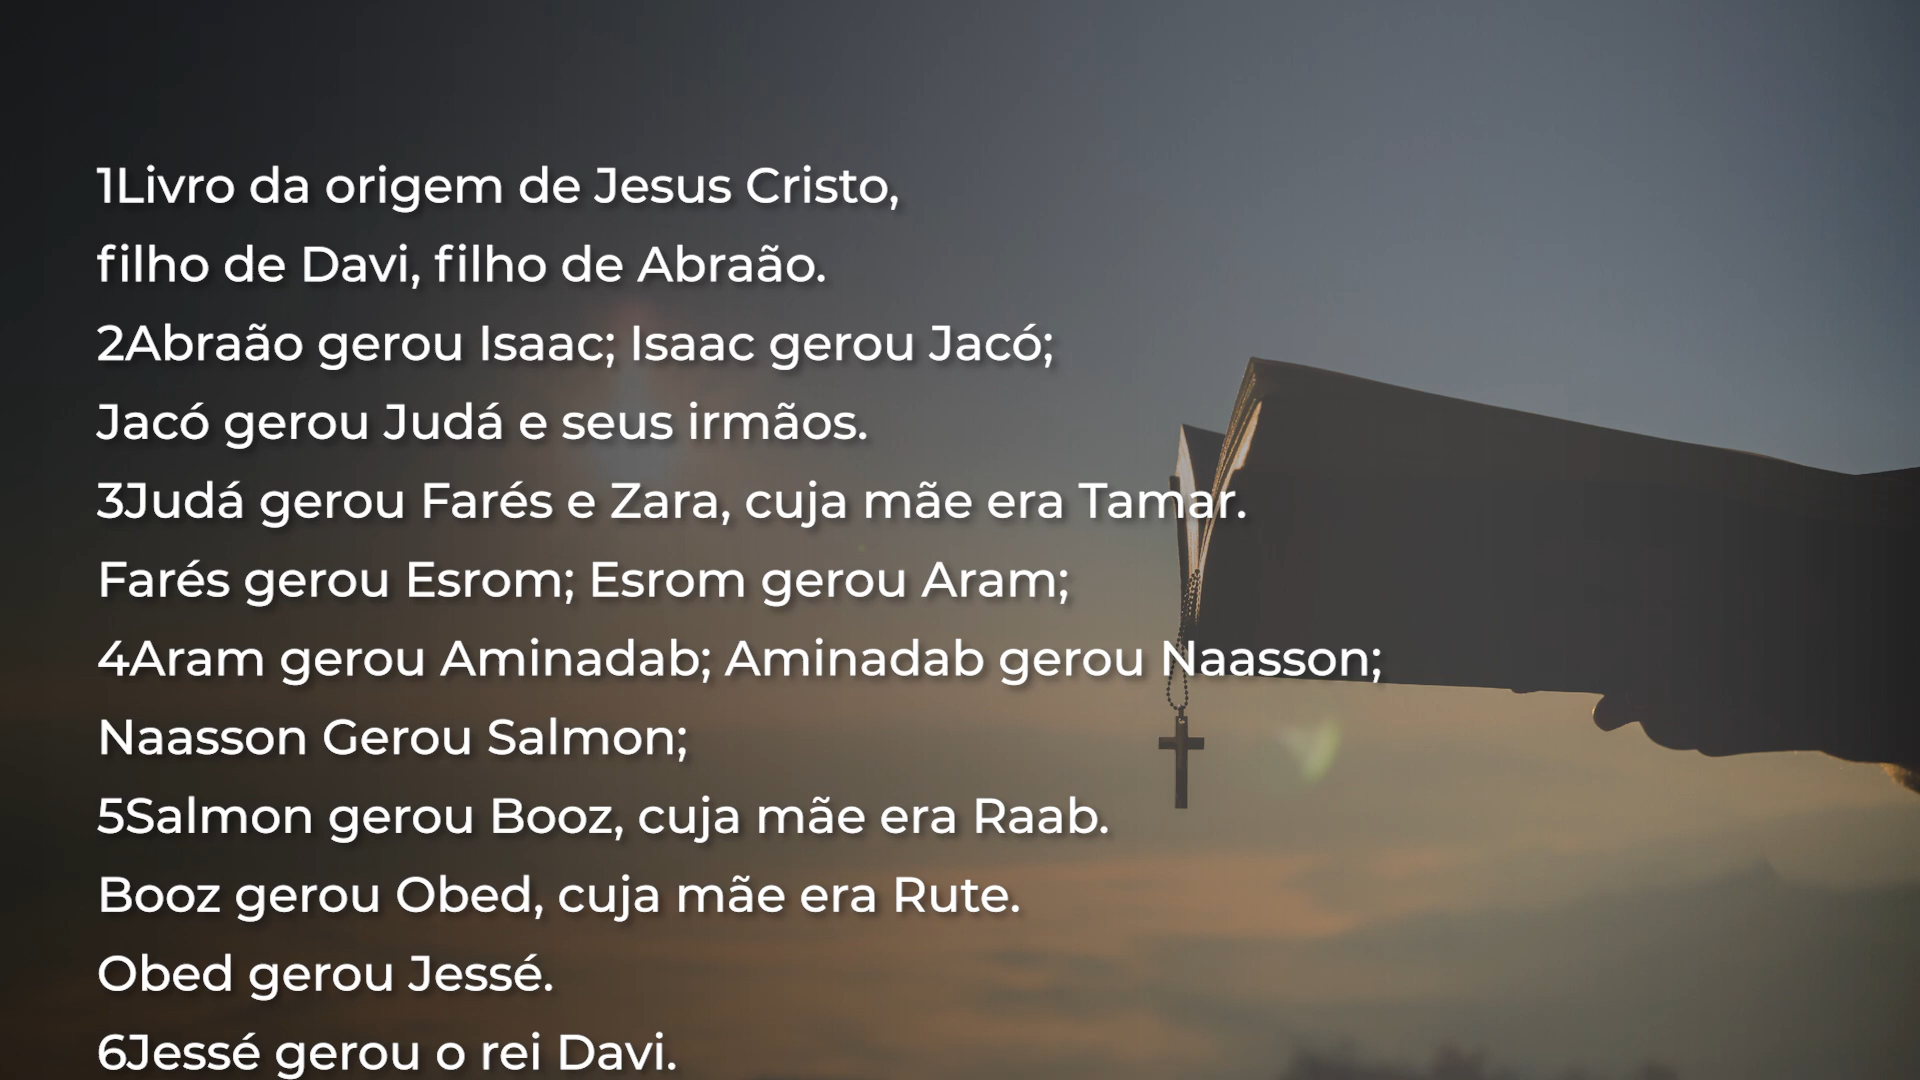 1Livro da origem de Jesus Cristo,
filho de Davi, filho de Abraão.
2Abraão gerou Isaac; Isaac gerou Jacó;
Jacó gerou Judá e seus irmãos.
3Judá gerou Farés e Zara, cuja mãe era Tamar.
Farés gerou Esrom; Esrom gerou Aram;
4Aram gerou Aminadab; Aminadab gerou Naasson;
Naasson Gerou Salmon;
5Salmon gerou Booz, cuja mãe era Raab.
Booz gerou Obed, cuja mãe era Rute.
Obed gerou Jessé.
6Jessé gerou o rei Davi.